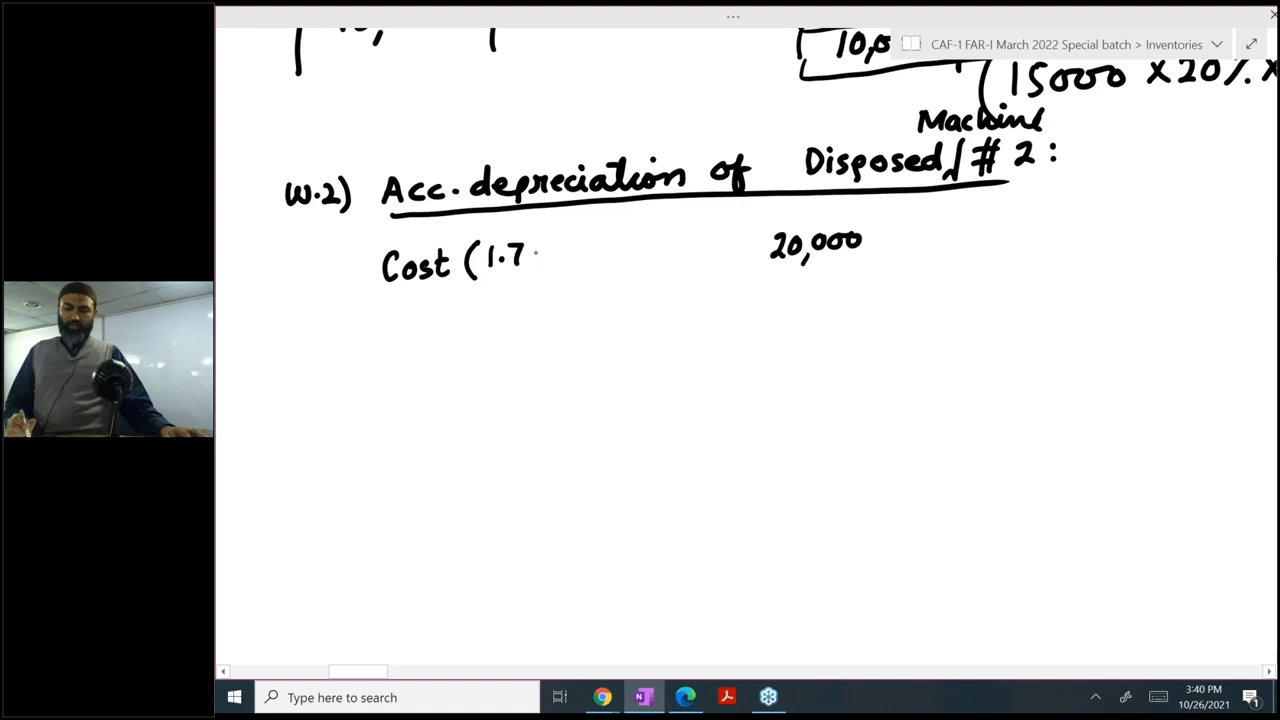 10,0
CAF-1 FAR-I March 2022 Special batch > Inventories
(15000 x 20% x
Machine
W.2) Acc. depreciation of Disposed # 2:
Cost (1.7 20,000
Type here to search
3:40 PM
10/26/2021
1